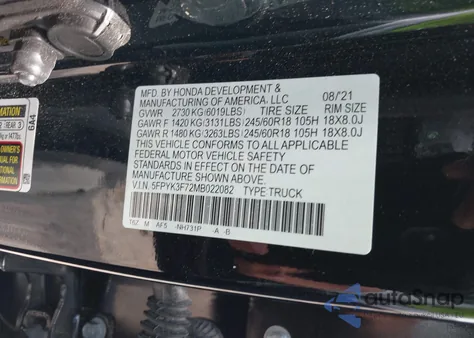 MFD. BY HONDA DEVELOPMENT &
MANUFACTURING OF AMERICA, LLC 08/'21
GVWR 2730 KG(6019LBS) TIRE SIZE RIM SIZE
GAWR F 1420 KG(3131LBS) 245/60R18 105H 18X8.0J
GAWR R 1480 KG(3263LBS) 245/60R18 105H 18X8.0J
THIS VEHICLE CONFORMS TO ALL APPLICABLE
FEDERAL MOTOR VEHICLE SAFETY
STANDARDS IN EFFECT ON THE DATE OF
MANUFACTURE SHOWN ABOVE.
V.I.N. 5FPYK3F72MB022082 TYPE TRUCK
M AF5 NH731P -A -B
6A4
OWNER'S
autoSnap